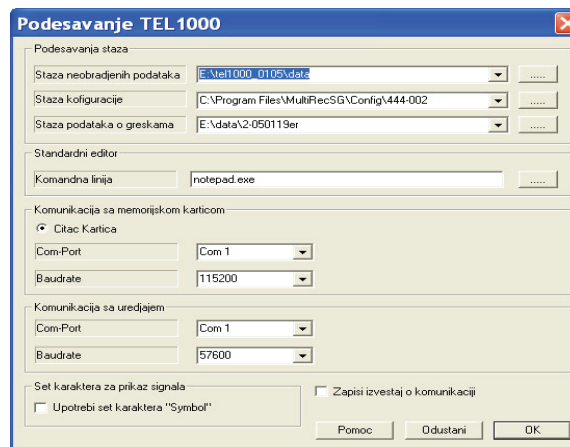 Podesavanje TEL1000
Podesavanja staza
Staza neobradjenih podataka E:\tel1000_0105\data .....
Staza kofiguracije C:\Program Files\MultiRecSG\Config\444-002 .....
Staza podataka o greskama E:\data\2-050119er .....
Standardni editor
Komandna linija notepad.exe .....
Komunikacija sa memorijskom karticom
Citac Kartica
Com-Port Com 1
Baudrate 115200
Komunikacija sa uredjajem
Com-Port Com 1
Baudrate 57600
Set karaktera za prikaz signala
Zapisi izvestaj o komunikaciji
Upotrebi set karaktera "Symbol"
Pomoc Odustani OK